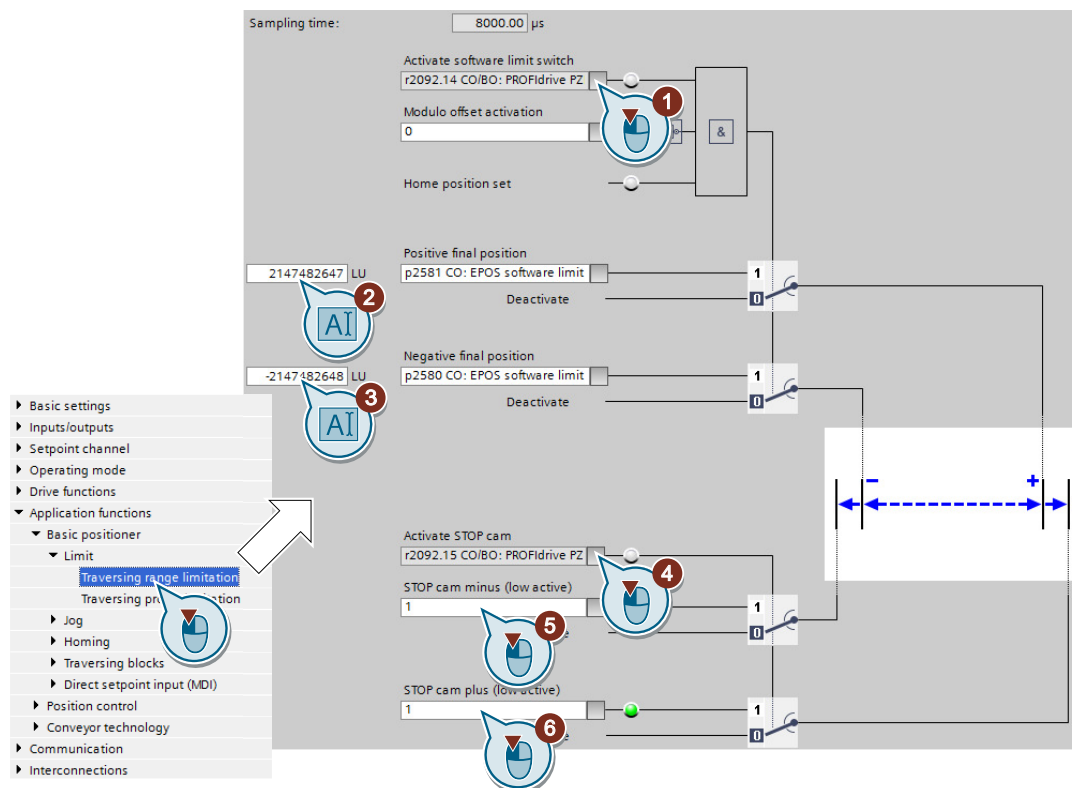 Sampling time: 8000.00 µs
Activate software limit switch
r2092.14 CO/BO: PROFIdrive PZ
1
Modulo offset activation
0
&
Home position set
Positive final position
2147482647 LU p2581 CO: EPOS software limit 1
2
Deactivate 0
Negative final position
-2147482648 LU p2580 CO: EPOS software limit 1
3
Deactivate 0
AI
AI
Basic settings
Inputs/outputs
Setpoint channel
Operating mode
Drive functions
Application functions
Basic positioner
Limit
Traversing range limitation
Traversing
Jog
Homing
Traversing blocks
Direct setpoint input (MDI)
Position control
Conveyor technology
Communication
Interconnections
- +
Activate STOP cam
r2092.15 CO/BO: PROFIdrive PZ
4
STOP cam minus (low active)
1 1
5
0
STOP cam plus (low active)
1 1
6
0